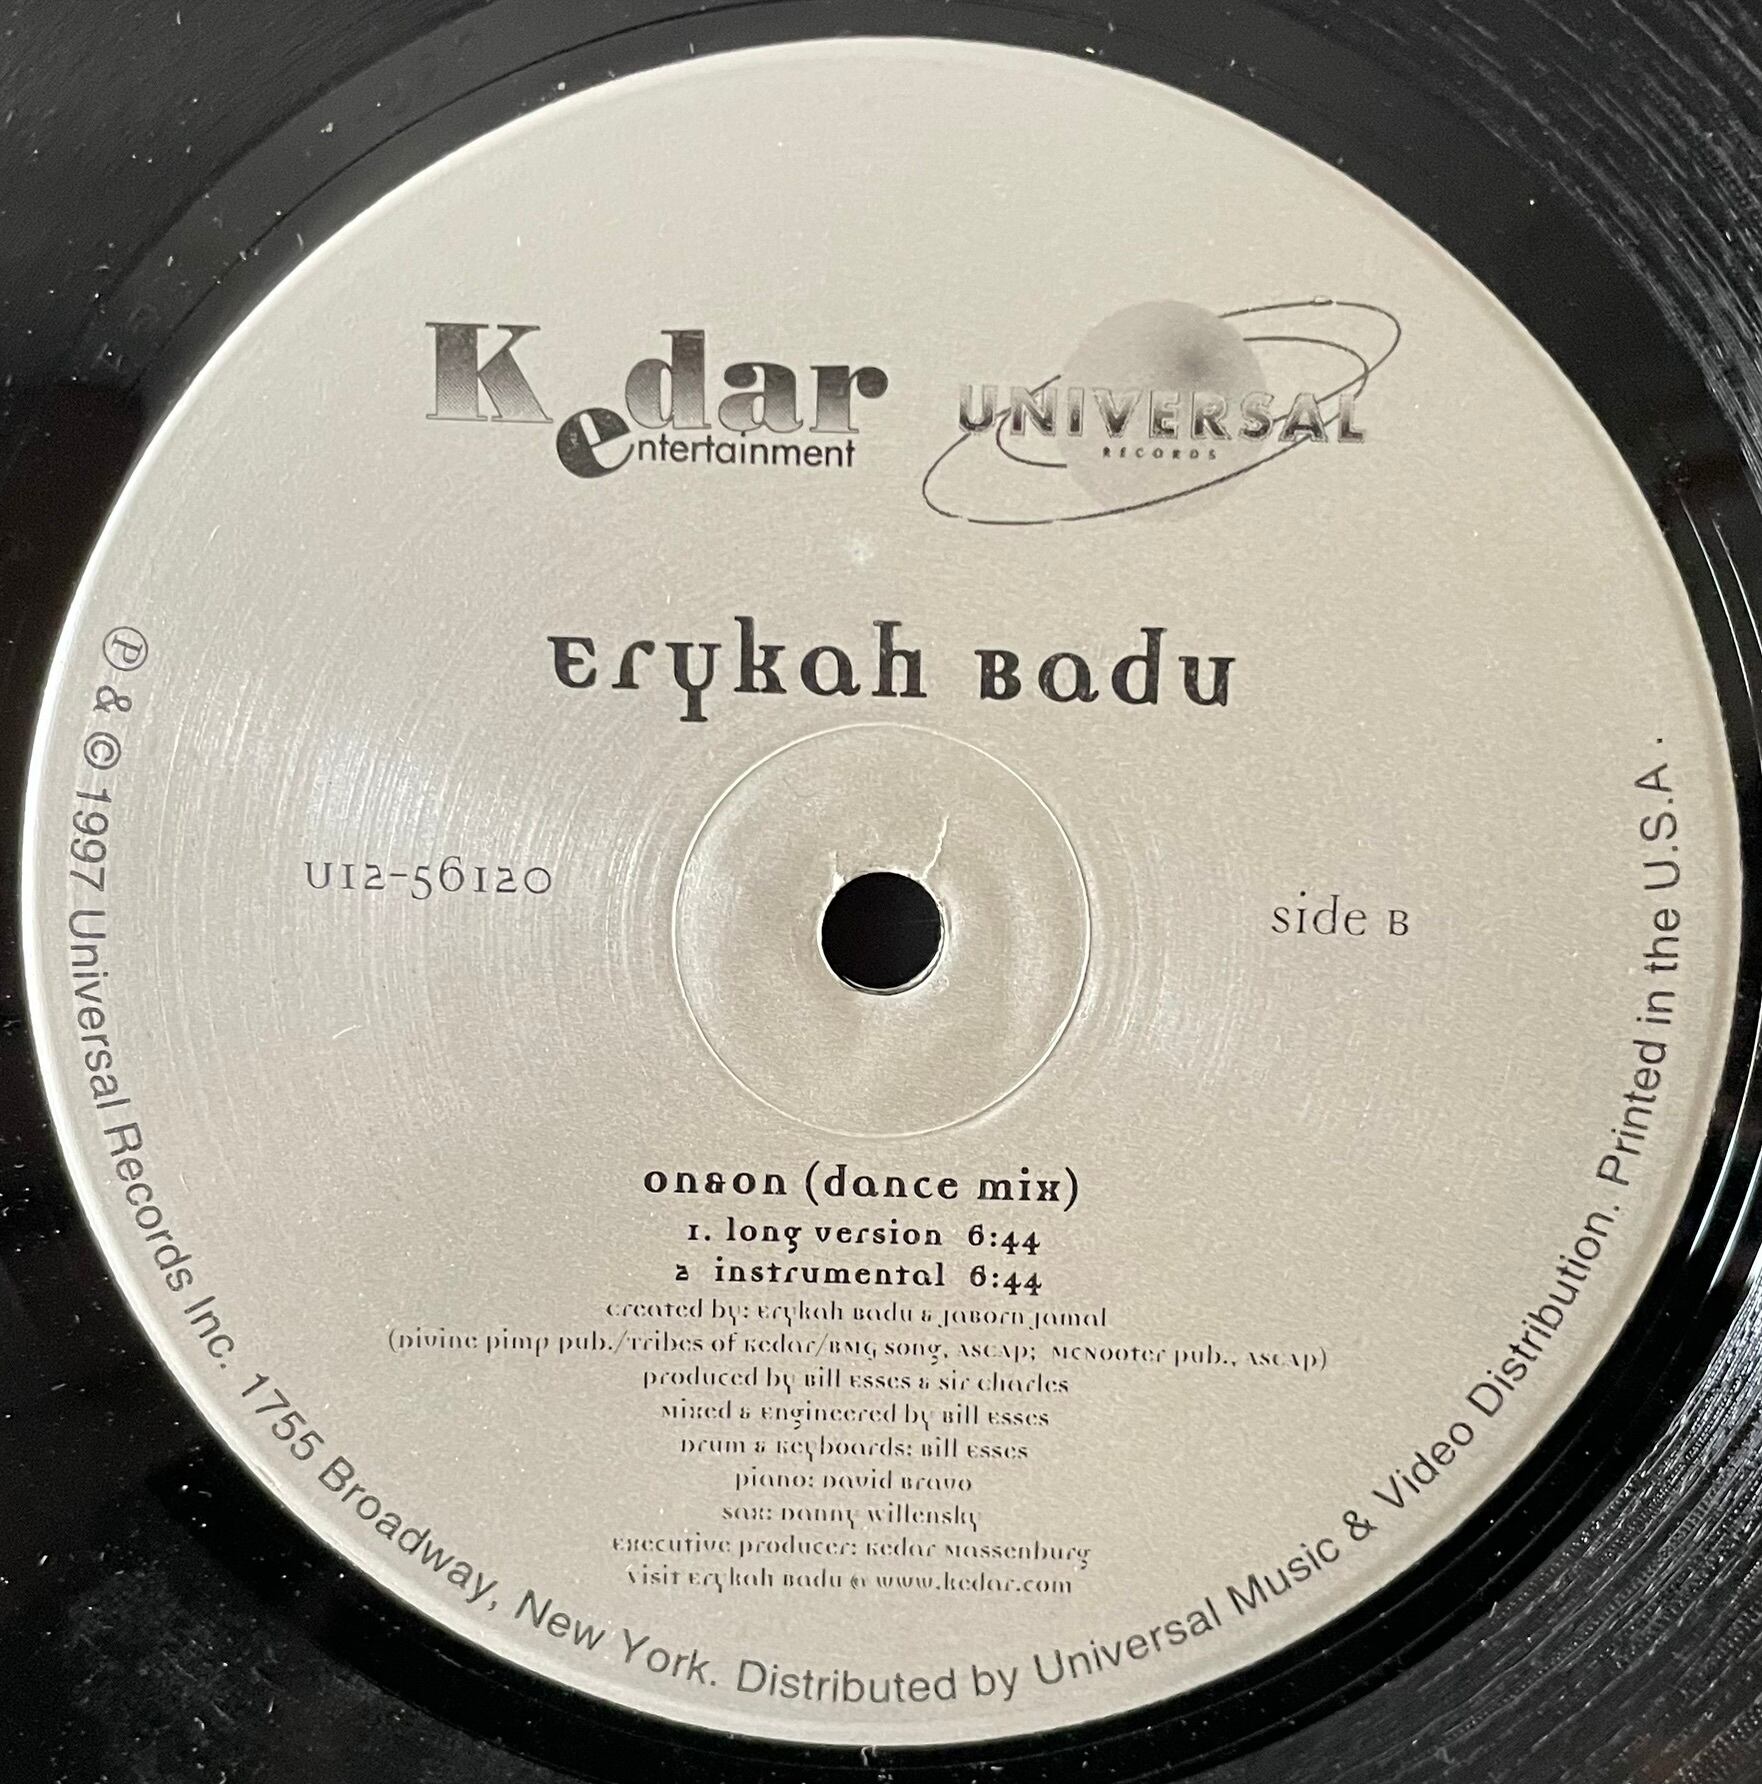 Kedar
entertainment
UNIVERSAL
RECORDS
Erykah Badu
U12-56120
side B
on&on (dance mix)
1. long version 6:44
2 instrumental 6:44
created by: Erykah Badu & JaBorn Jamal
(Divine pimp pub./Tribes of Kedar/BMG song, ASCAP; McNooter pub., ASCAP)
produced by Bill Esses & Sir Charles
Mixed & Engineered by Bill Esses
Drum & Keyboards: Bill Esses
piano: David Bravo
sax: Danny Willensky
Executive producer: Kedar Massenburg
Visit Erykah Badu @ www.kedar.com
℗ & © 1997 Universal Records Inc. 1755 Broadway, New York. Distributed by Universal Music & Video Distribution. Printed in the U.S.A.